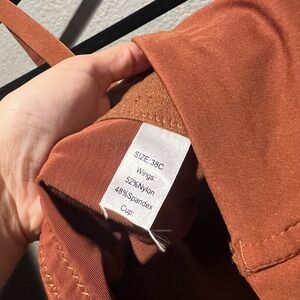 SIZE:38C
Wings:
52%Nylon
48%Spandex
Cup: